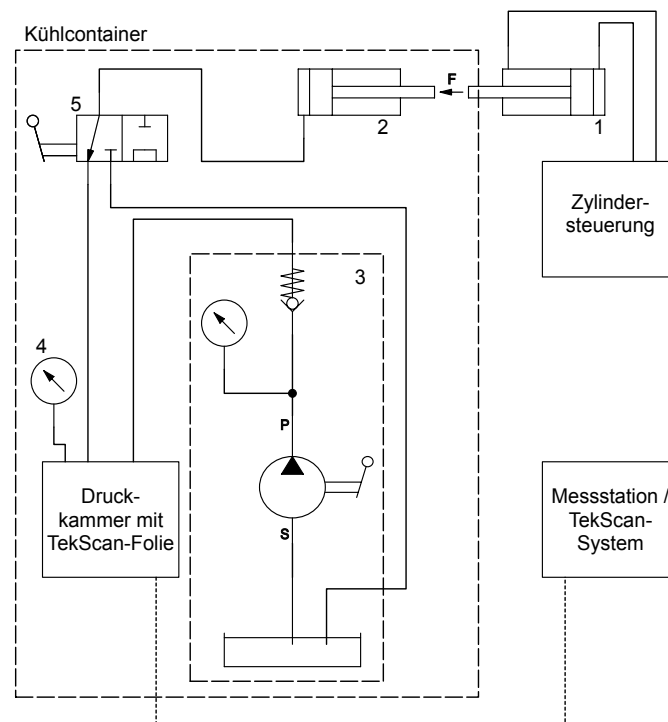 Kühlcontainer
5
2
F
1
Zylinder-
steuerung
3
4
P
S
Druck-
kammer mit
TekScan-Folie
Messstation /
TekScan-
System